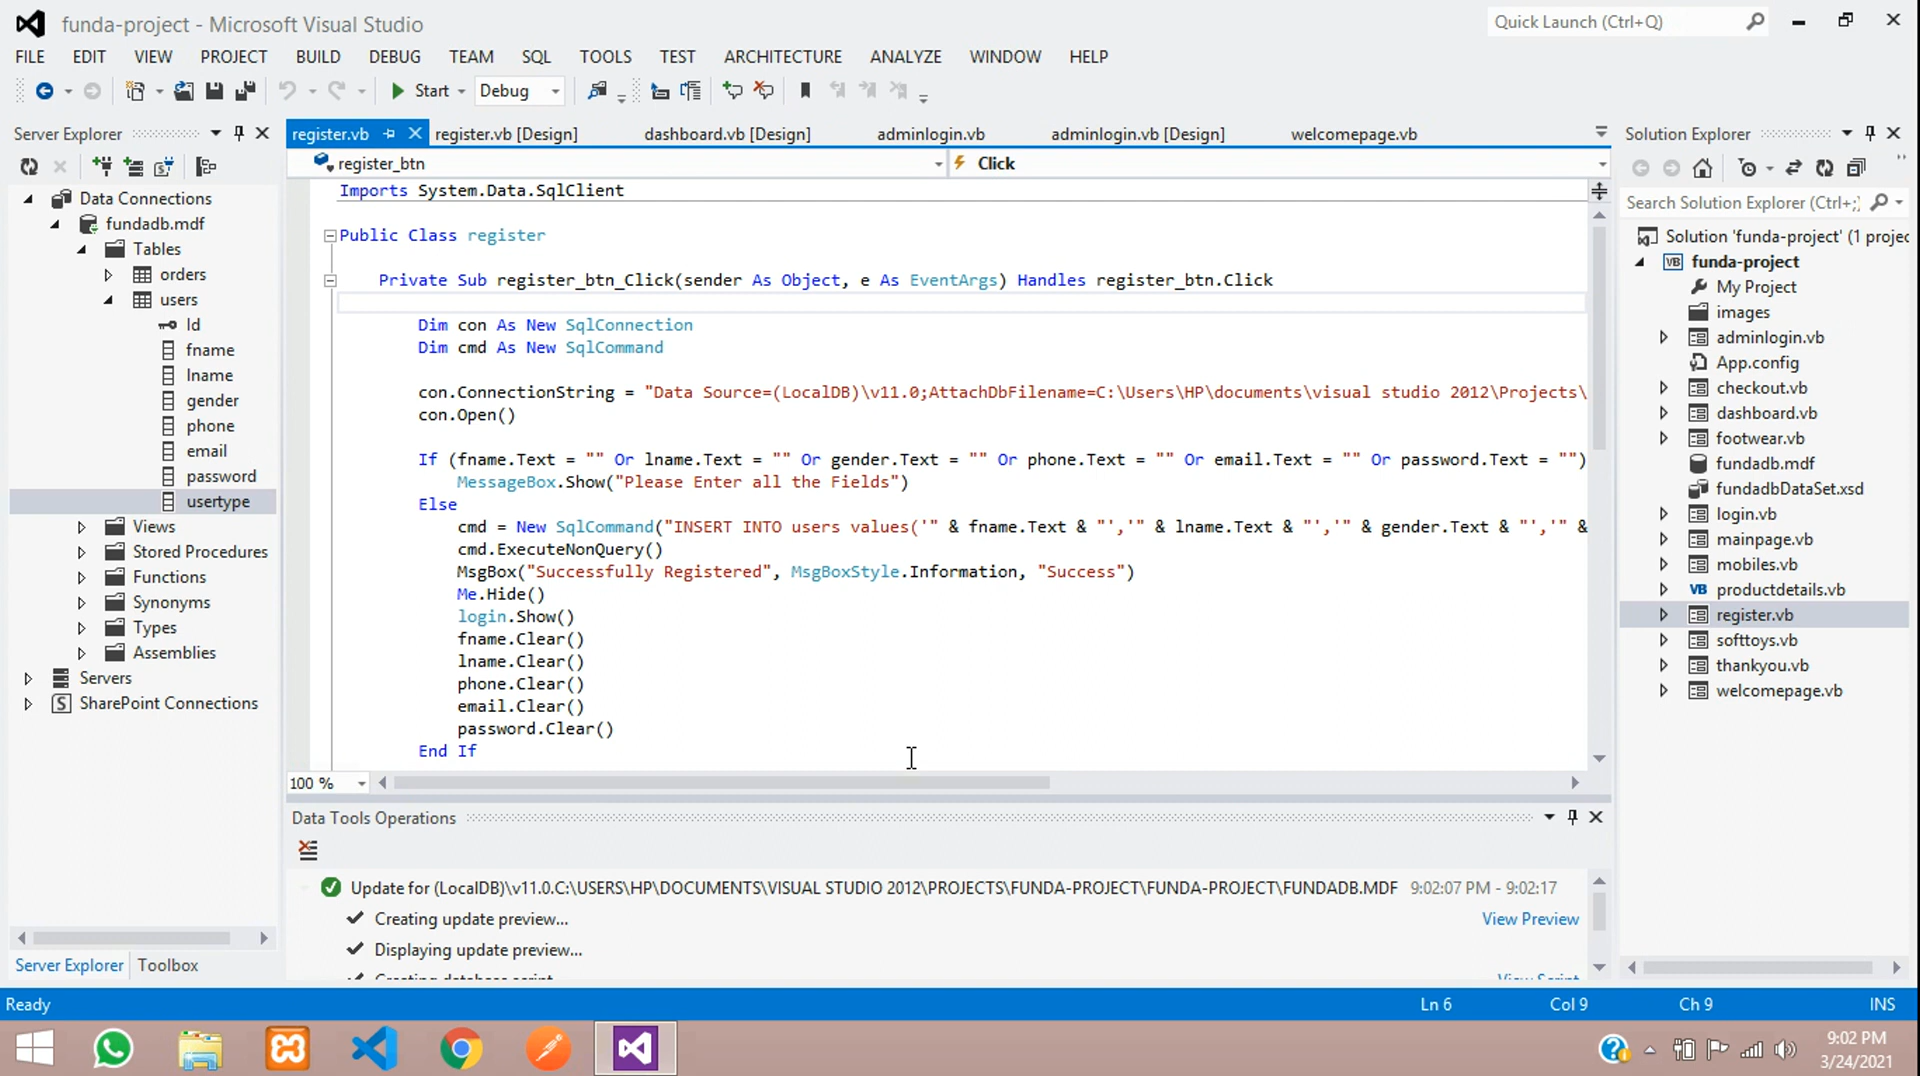 funda-project - Microsoft Visual Studio
Quick Launch (Ctrl+Q)
FILE EDIT VIEW PROJECT BUILD DEBUG TEAM SQL TOOLS TEST ARCHITECTURE ANALYZE WINDOW HELP
Start Debug
Server Explorer
Data Connections
fundadb.mdf
Tables
orders
users
Id
fname
lname
gender
phone
email
password
usertype
Views
Stored Procedures
Functions
Synonyms
Types
Assemblies
Servers
SharePoint Connections
Server Explorer Toolbox
register.vb register.vb [Design] dashboard.vb [Design] adminlogin.vb adminlogin.vb [Design] welcomepage.vb
register_btn Click
Imports System.Data.SqlClient
Public Class register
Private Sub register_btn_Click(sender As Object, e As EventArgs) Handles register_btn.Click
Dim con As New SqlConnection
Dim cmd As New SqlCommand
con.ConnectionString = "Data Source=(LocalDB)\v11.0;AttachDbFilename=C:\Users\HP\documents\visual studio 2012\Projects\
con.Open()
If (fname.Text = "" Or lname.Text = "" Or gender.Text = "" Or phone.Text = "" Or email.Text = "" Or password.Text = "")
MessageBox.Show("Please Enter all the Fields")
Else
cmd = New SqlCommand("INSERT INTO users values('" & fname.Text & "','" & lname.Text & "','" & gender.Text & "','" &
cmd.ExecuteNonQuery()
MsgBox("Successfully Registered", MsgBoxStyle.Information, "Success")
Me.Hide()
login.Show()
fname.Clear()
lname.Clear()
phone.Clear()
email.Clear()
password.Clear()
End If
100 %
Data Tools Operations
Update for (LocalDB)\v11.0.C:\USERS\HP\DOCUMENTS\VISUAL STUDIO 2012\PROJECTS\FUNDA-PROJECT\FUNDA-PROJECT\FUNDADB.MDF 9:02:07 PM - 9:02:17
Creating update preview... View Preview
Displaying update preview...
Creating database script View Script
Solution Explorer
Search Solution Explorer (Ctrl+;)
Solution 'funda-project' (1 projec
funda-project
My Project
images
adminlogin.vb
App.config
checkout.vb
dashboard.vb
footwear.vb
fundadb.mdf
fundadbDataSet.xsd
login.vb
mainpage.vb
mobiles.vb
productdetails.vb
register.vb
softtoys.vb
thankyou.vb
welcomepage.vb
Ready Ln 6 Col 9 Ch 9 INS
9:02 PM
3/24/2021